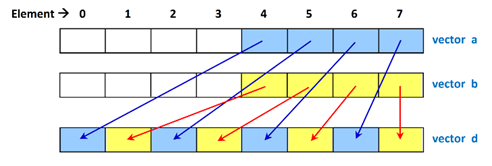 Element → 0 1 2 3 4 5 6 7
vector a
vector b
vector d